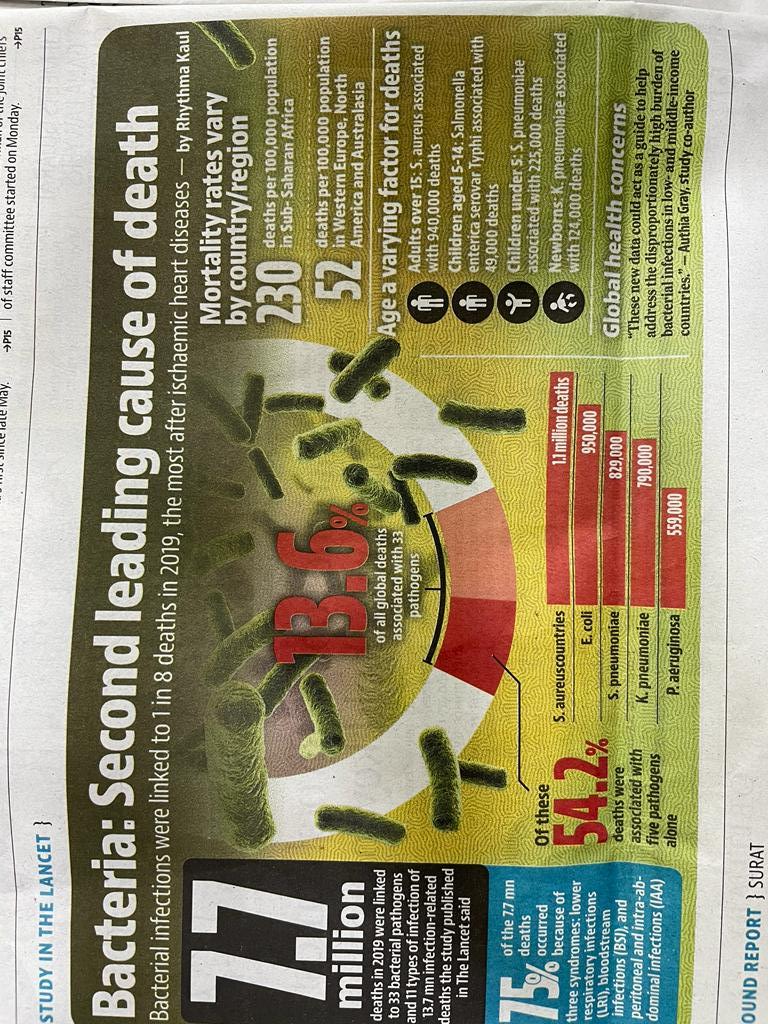 of staff committee started on Monday. →P15
→P15
since late May.
STUDY IN THE LANCET }
Bacteria: Second leading cause of death
Bacterial infections were linked to 1 in 8 deaths in 2019, the most after ischaemic heart diseases — by Rhythma Kaul
7.7
million
deaths in 2019 were linked
to 33 bacterial pathogens
and 11 types of infection of
13.7 mn infection-related
deaths the study published
in The Lancet said
75%
of the 7.7 mn
deaths
occurred
because of
three syndromes: lower
respiratory infections
(LRI), bloodstream
infections (BSI), and
peritoneal and intra-ab-
dominal infections (IAA)
13.6%
of all global deaths
associated with 33
pathogens
Of these
54.2%
deaths were
associated with
five pathogens
alone
S. aureuscountries 1.1 million deaths
E. coli 950,000
S. pneumoniae 829,000
K. pneumoniae 790,000
P. aeruginosa 559,000
Mortality rates vary
by country/region
230 deaths per 100,000 population
in Sub- Saharan Africa
52 deaths per 100,000 population
in Western Europe, North
America and Australasia
Age a varying factor for deaths
Adults over 15: S. aureus associated
with 940,000 deaths
Children aged 5-14: Salmonella
enterica serovar Typhi associated with
49,000 deaths
Children under 5: S. pneumoniae
associated with 225,000 deaths
Newborns: K. pneumoniae associated
with 124,000 deaths
Global health concerns
"These new data could act as a guide to help
address the disproportionately high burden of
bacterial infections in low- and middle-income
countries." — Authia Gray, study co-author
OUND REPORT } SURAT